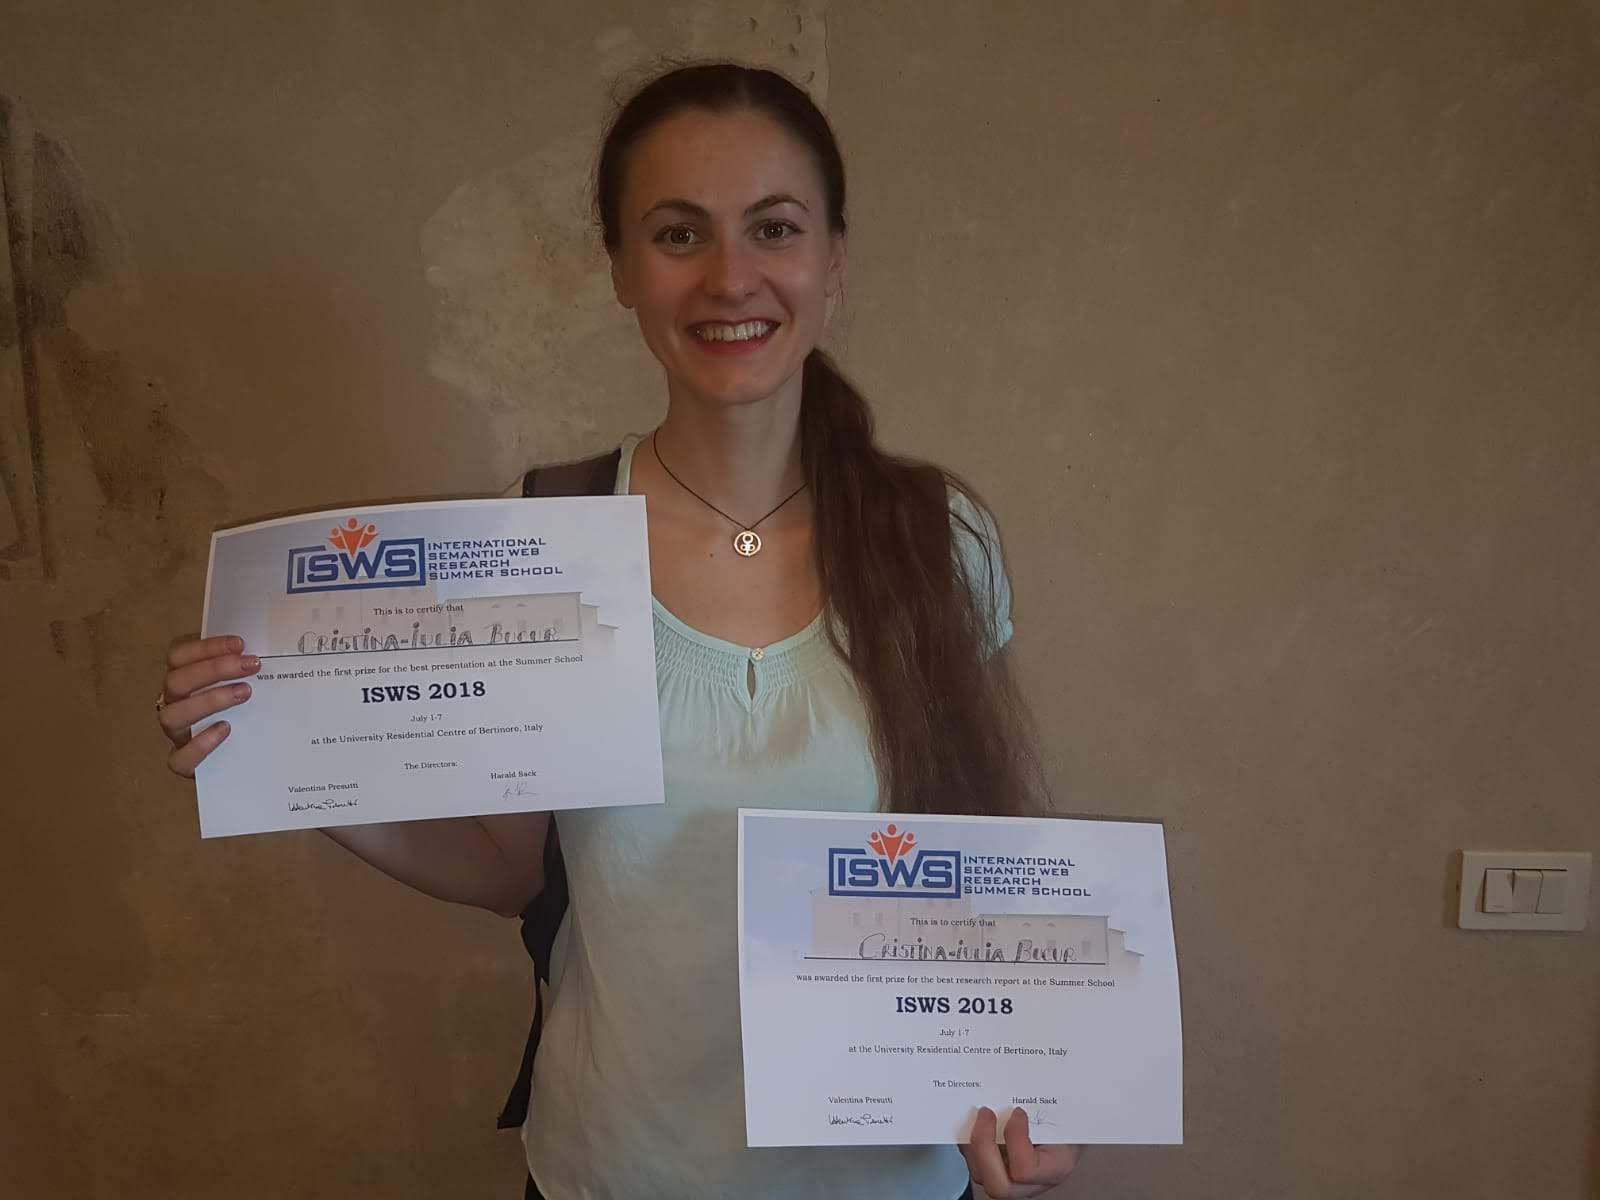 ISWS
INTERNATIONAL
SEMANTIC WEB
RESEARCH
SUMMER SCHOOL
This is to certify that
CRISTINA-IULIA BUCUR
was awarded the first prize for the best presentation at the Summer School
ISWS 2018
July 1-7
at the University Residential Centre of Bertinoro, Italy
The Directors:
Valentina Presutti
Harald Sack
Valentina Presutti
ISWS
INTERNATIONAL
SEMANTIC WEB
RESEARCH
SUMMER SCHOOL
This is to certify that
CRISTINA-IULIA BUCUR
was awarded the first prize for the best research report at the Summer School
ISWS 2018
July 1-7
at the University Residential Centre of Bertinoro, Italy
The Directors:
Valentina Presutti
Harald Sack
Valentina Presutti